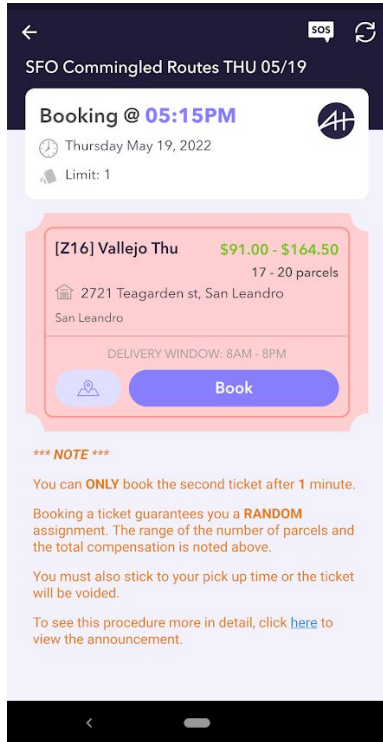 SOS
SFO Commingled Routes THU 05/19
Booking @ 05:15PM
AH
Thursday May 19, 2022
Limit: 1
[Z16] Vallejo Thu $91.00 - $164.50
17 - 20 parcels
2721 Teagarden st, San Leandro
San Leandro
DELIVERY WINDOW: 8AM - 8PM
Book
*** NOTE ***
You can ONLY book the second ticket after 1 minute.
Booking a ticket guarantees you a RANDOM
assignment. The range of the number of parcels and
the total compensation is noted above.
You must also stick to your pick up time or the ticket
will be voided.
To see this procedure more in detail, click here to
view the announcement.